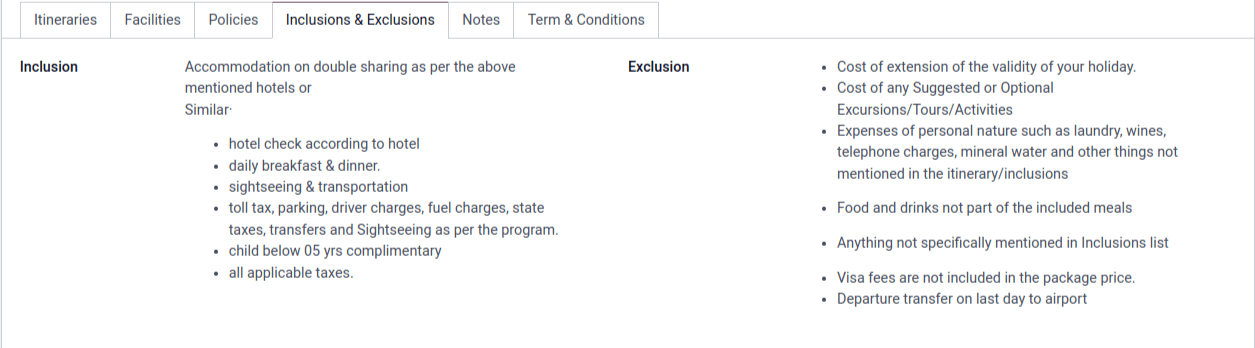 Itineraries
Facilities
Policies
Inclusions & Exclusions
Notes
Term & Conditions
Inclusion
Accommodation on double sharing as per the above
mentioned hotels or
Similar·
hotel check according to hotel
daily breakfast & dinner.
sightseeing & transportation
toll tax, parking, driver charges, fuel charges, state
taxes, transfers and Sightseeing as per the program.
child below 05 yrs complimentary
all applicable taxes.
Exclusion
Cost of extension of the validity of your holiday.
Cost of any Suggested or Optional
Excursions/Tours/Activities
Expenses of personal nature such as laundry, wines,
telephone charges, mineral water and other things not
mentioned in the itinerary/inclusions
Food and drinks not part of the included meals
Anything not specifically mentioned in Inclusions list
Visa fees are not included in the package price.
Departure transfer on last day to airport